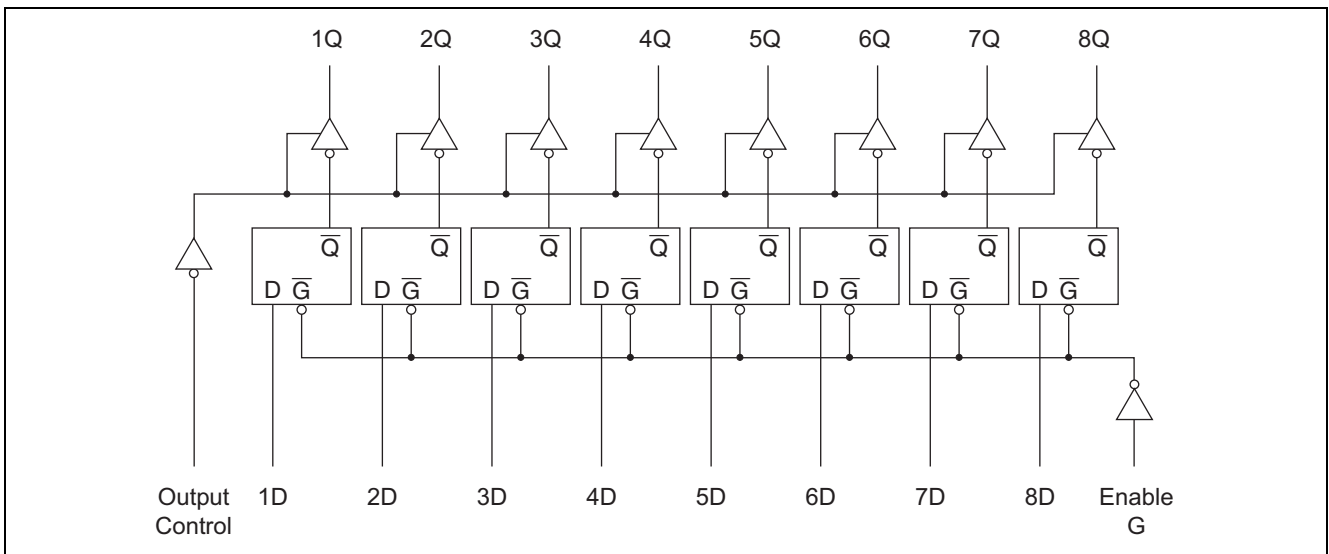 1Q 2Q 3Q 4Q 5Q 6Q 7Q 8Q
Q̅ Q̅ Q̅ Q̅ Q̅ Q̅ Q̅ Q̅
D G̅ D G̅ D G̅ D G̅ D G̅ D G̅ D G̅ D G̅
Output 1D 2D 3D 4D 5D 6D 7D 8D Enable
Control G